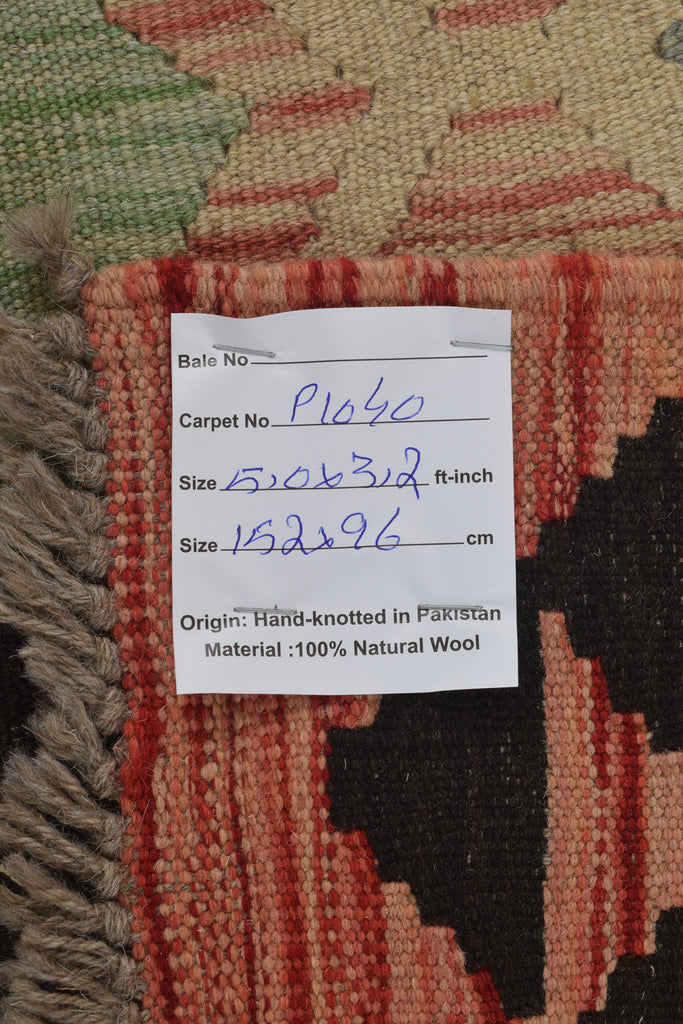 Bale No
Carpet No P1040
Size 5,0x3,2 ft-inch
Size 152x96 cm
Origin: Hand-knotted in Pakistan
Material :100% Natural Wool